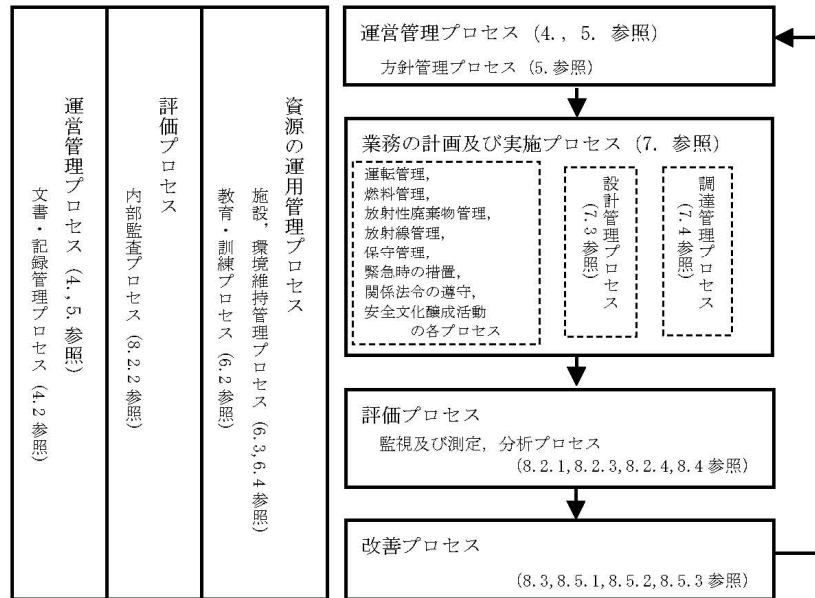 運営管理プロセス (4., 5. 参照)
文書・記録管理プロセス (4.2 参照)
評価プロセス
内部監査プロセス (8.2.2 参照)
資源の運用管理プロセス
施設, 環境維持管理プロセス (6.3,6.4 参照)
教育・訓練プロセス (6.2 参照)
運営管理プロセス (4., 5. 参照)
方針管理プロセス (5.参照)
業務の計画及び実施プロセス (7. 参照)
運転管理,
燃料管理,
放射性廃棄物管理,
放射線管理,
保守管理,
緊急時の措置,
関係法令の遵守,
安全文化醸成活動
の各プロセス
設計管理プロセス
(7.3 参照)
調達管理プロセス
(7.4 参照)
評価プロセス
監視及び測定, 分析プロセス
(8.2.1,8.2.3,8.2.4,8.4 参照)
改善プロセス
(8.3,8.5.1,8.5.2,8.5.3 参照)